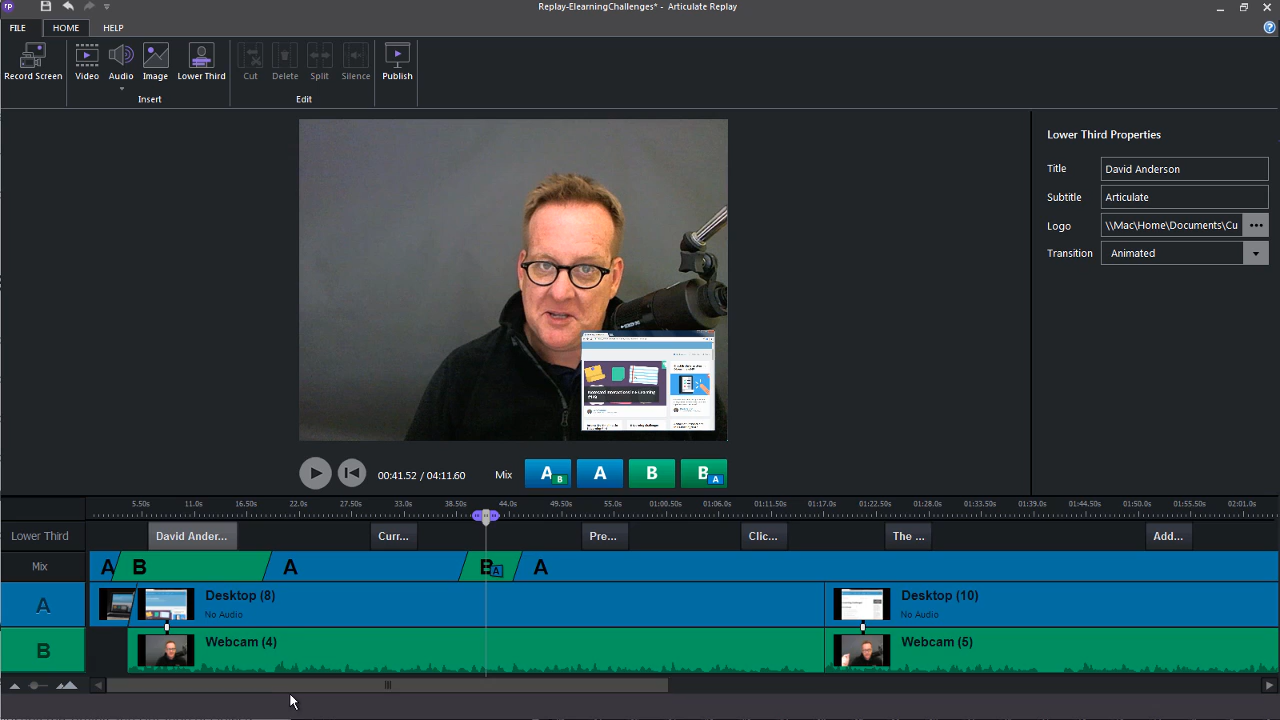 Replay-ElearningChallenges* - Articulate Replay
FILE HOME HELP
Record Screen Video Audio Image Lower Third Cut Delete Split Silence Publish
Insert Edit
Lower Third Properties
Title David Anderson
Subtitle Articulate
Logo \\Mac\Home\Documents\Cu ...
Transition Animated
00:41.52 / 04:11.60 Mix A B A B B A
5.50s 11.0s 16.50s 22.0s 27.50s 33.0s 38.50s 44.0s 49.50s 55.0s 01:00.50s 01:06.0s 01:11.50s 01:17.0s 01:22.50s 01:28.0s 01:33.50s 01:39.0s 01:44.50s 01:50.0s 01:55.50s 02:01.0s
Lower Third David Ander... Curr... Pre... Clic... The ... Add...
Mix A B A B A A
A Desktop (8) Desktop (10)
No Audio No Audio
B Webcam (4) Webcam (5)